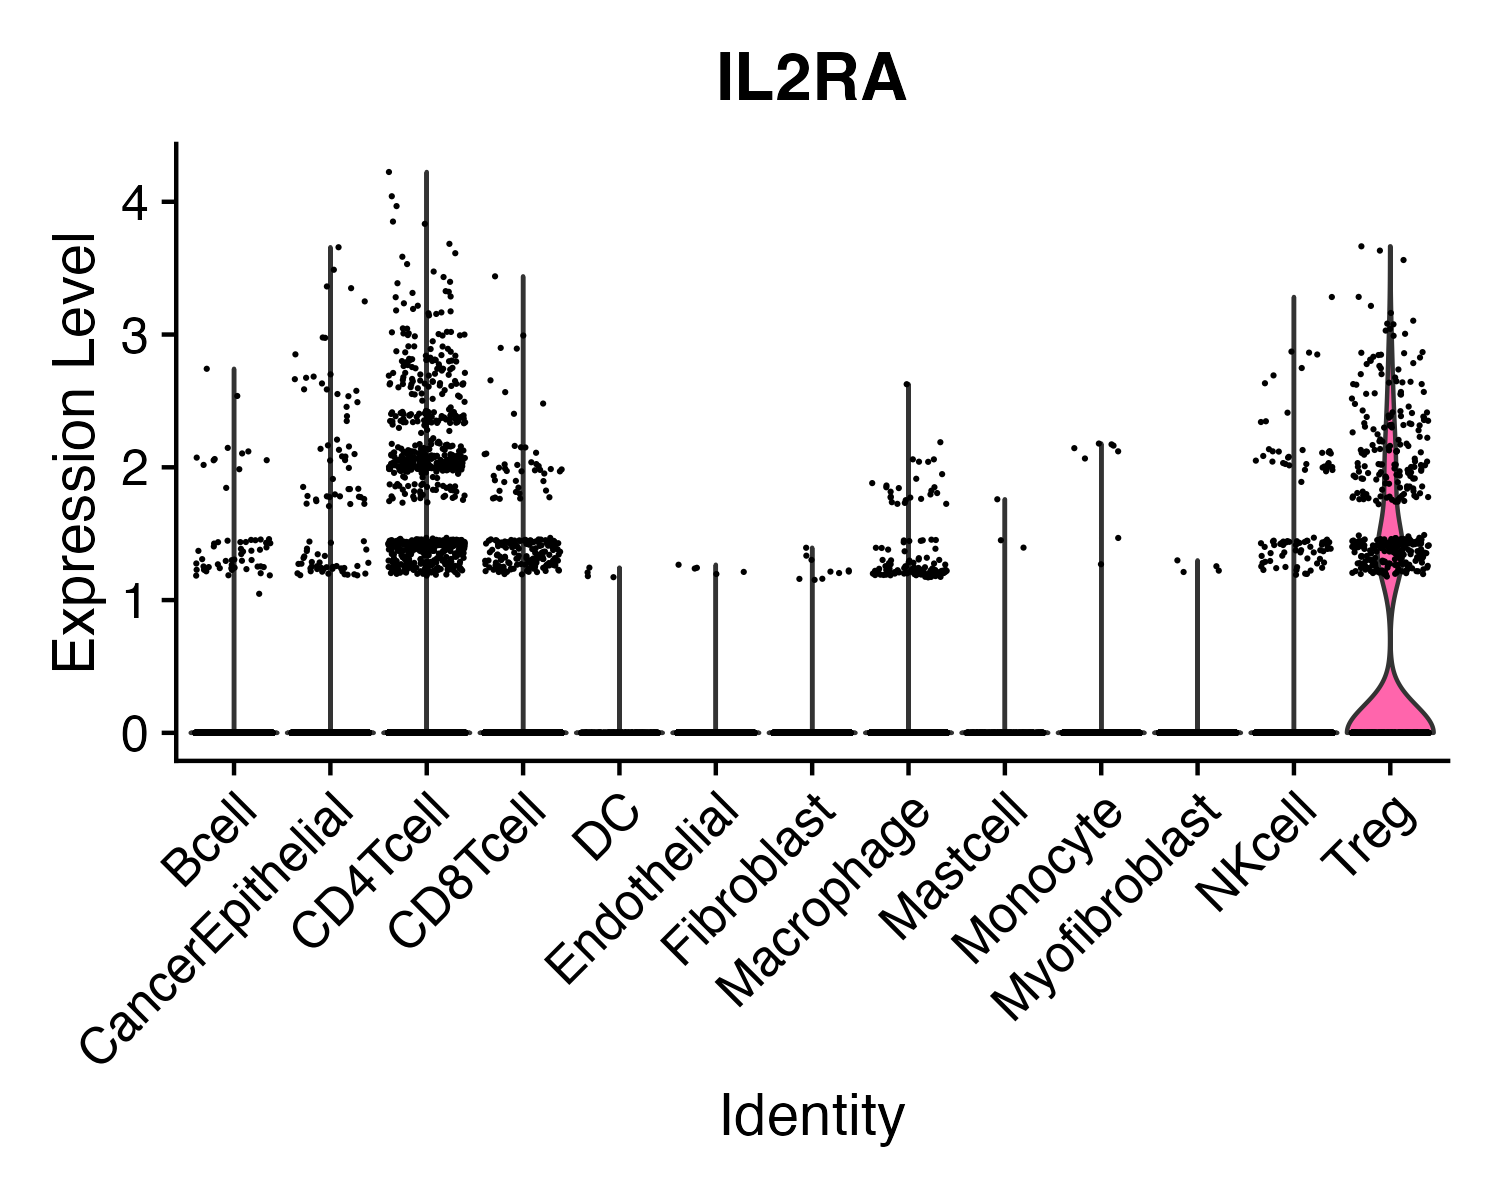 IL2RA
Expression Level
4
3
2
1
0
Bcell
CancerEpithelial
CD4Tcell
CD8Tcell
DC
Endothelial
Fibroblast
Macrophage
Mastcell
Monocyte
Myofibroblast
NKcell
Treg
Identity